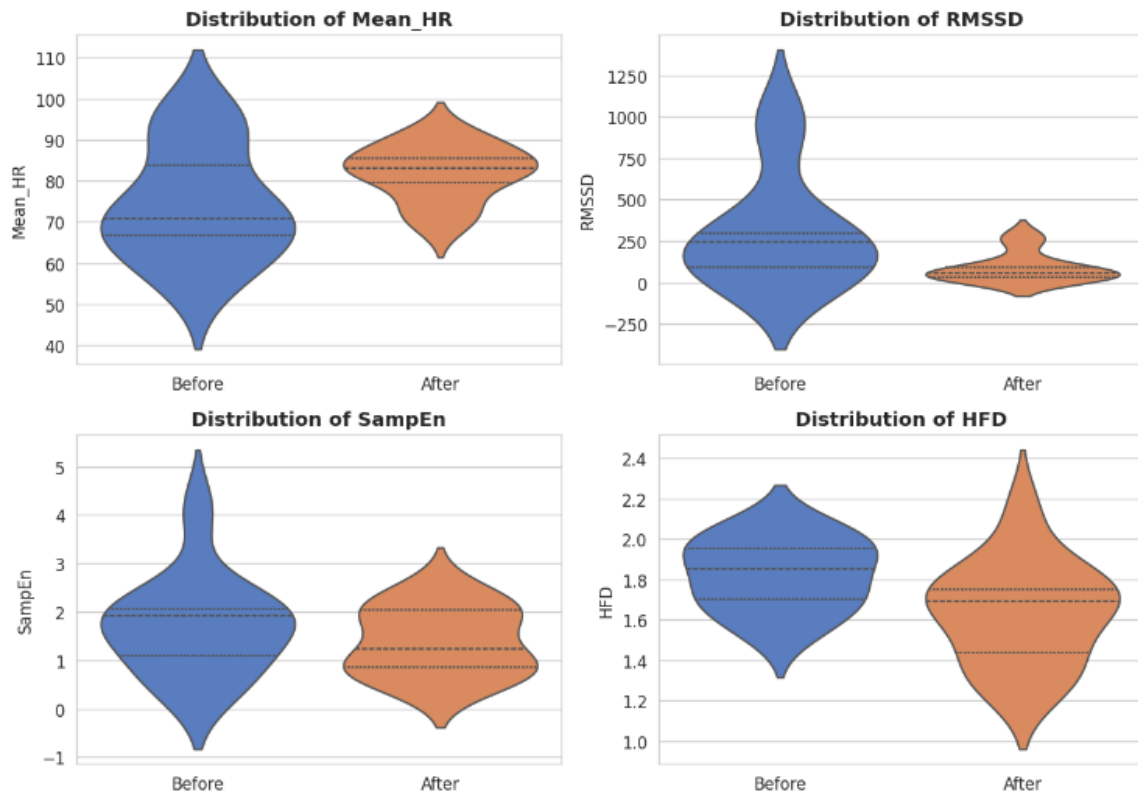 Distribution of Mean_HR
Mean_HR
110
100
90
80
70
60
50
40
Before
After
Distribution of RMSSD
RMSSD
1250
1000
750
500
250
0
−250
Before
After
Distribution of SampEn
SampEn
5
4
3
2
1
0
−1
Before
After
Distribution of HFD
HFD
2.4
2.2
2.0
1.8
1.6
1.4
1.2
1.0
Before
After